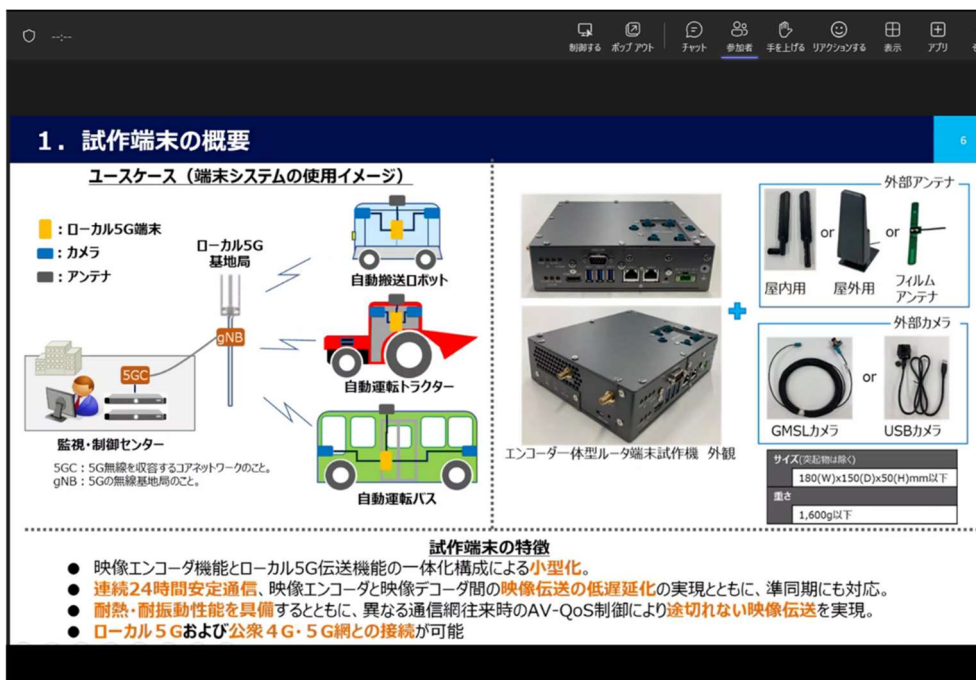 --:--
制御する ポップ アウト チャット 参加者 手を上げる リアクションする 表示 アプリ
1．試作端末の概要
6
ユースケース（端末システムの使用イメージ）
：ローカル5G端末
：カメラ
：アンテナ
ローカル5G
基地局
gNB
5GC
監視・制御センター
5GC：5G無線を収容するコアネットワークのこと。
gNB：5Gの無線基地局のこと。
自動搬送ロボット
自動運転トラクター
自動運転バス
エンコーダー体型ルータ端末試作機 外観
外部アンテナ
or
or
屋内用
屋外用
フィルム
アンテナ
外部カメラ
or
GMSLカメラ
USBカメラ
サイズ(突起物は除く)
180(W)x150(D)x50(H)mm以下
重さ
1,600g以下
試作端末の特徴
● 映像エンコーダ機能とローカル5G伝送機能の一体化構成による小型化。
● 連続24時間安定通信、映像エンコーダと映像デコーダ間の映像伝送の低遅延化の実現とともに、準同期にも対応。
● 耐熱・耐振動性能を具備するとともに、異なる通信網往来時のAV-QoS制御により途切れない映像伝送を実現。
● ローカル５Gおよび公衆４G・５G網との接続が可能